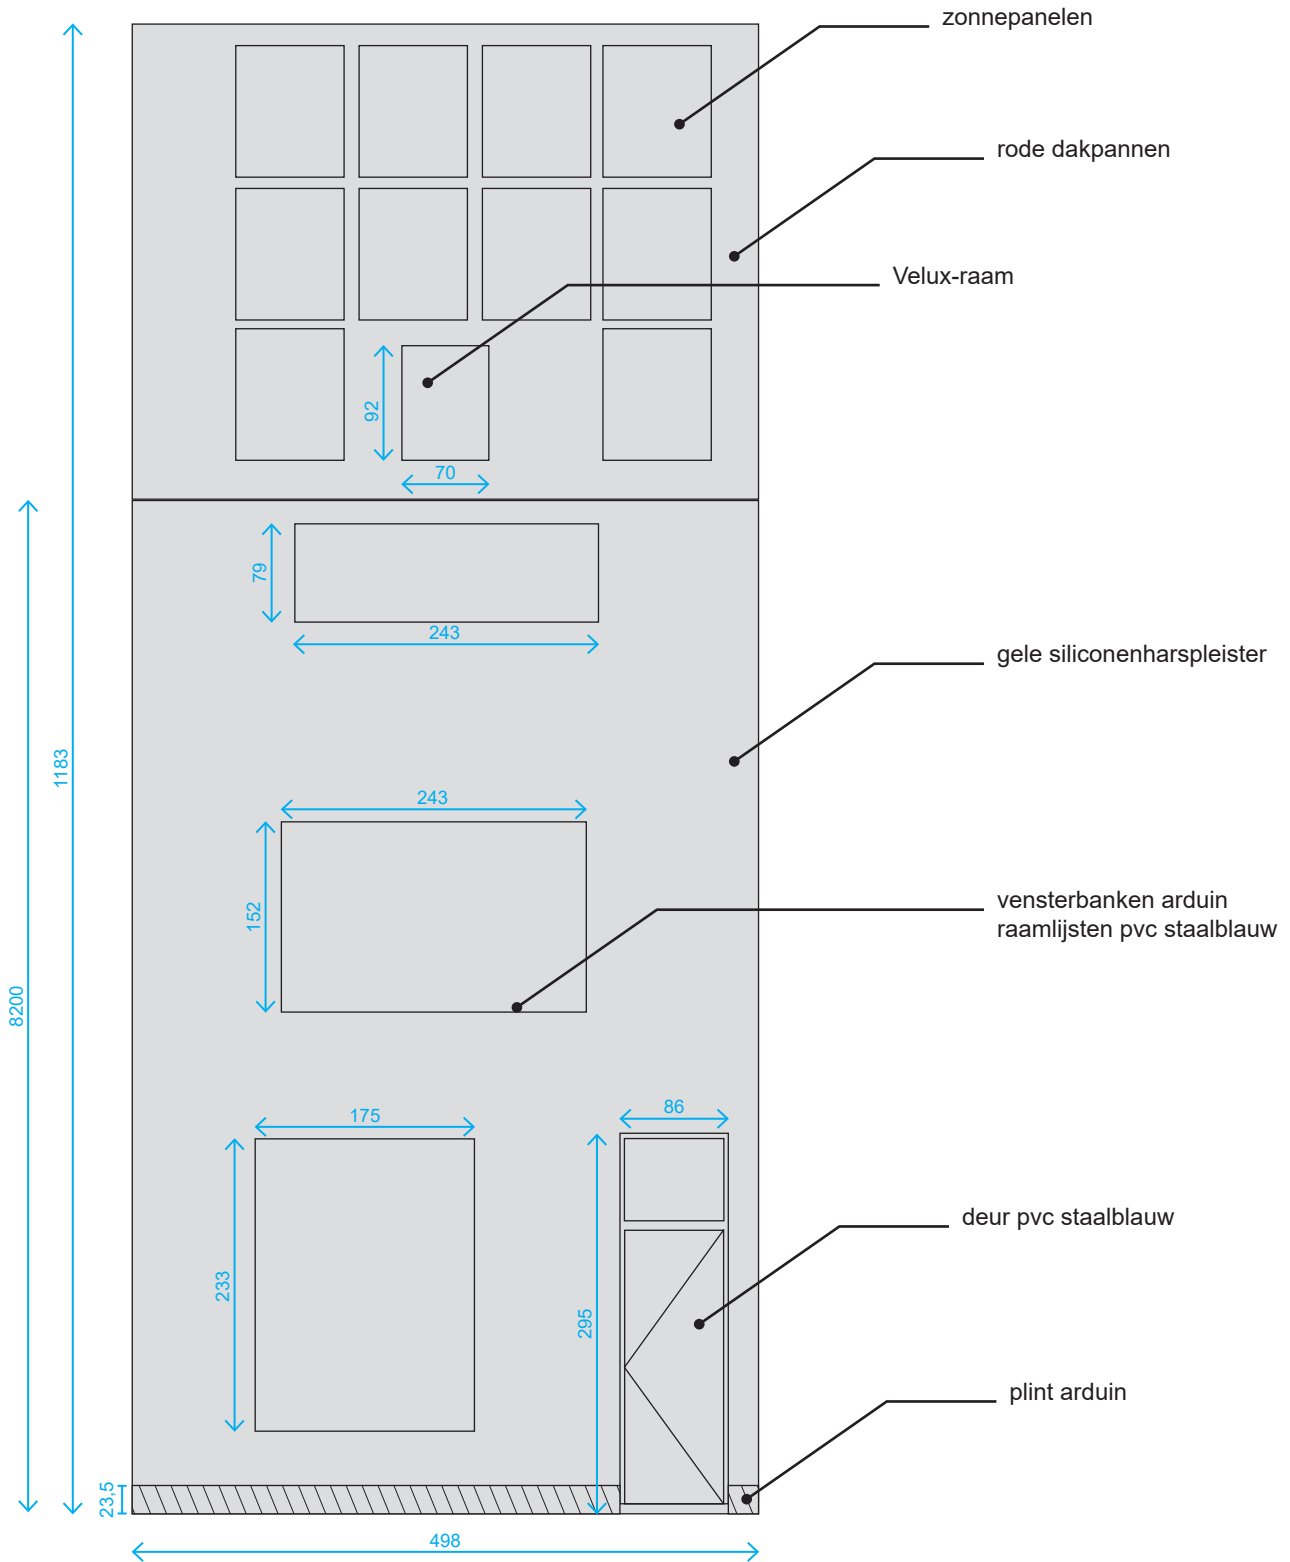 zonnepanelen
rode dakpannen
Velux-raam
92
70
79
243
gele siliconenharspleister
1183
243
152
vensterbanken arduin
raamlijsten pvc staalblauw
8200
175
86
233
295
deur pvc staalblauw
plint arduin
23,5
498